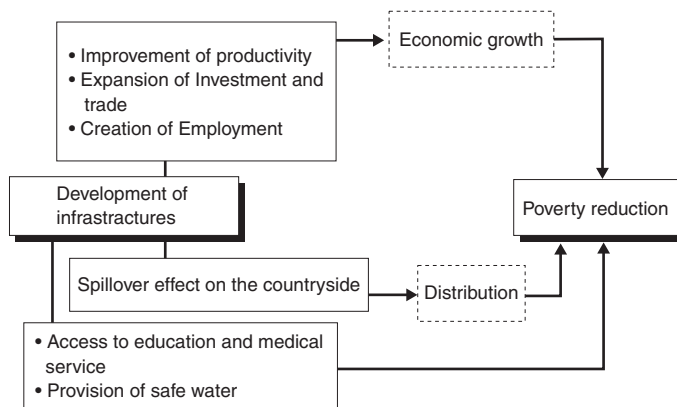 • Improvement of productivity
• Expansion of Investment and
trade
• Creation of Employment
Economic growth
Development of
infrastractures
Poverty reduction
Spillover effect on the countryside
Distribution
• Access to education and medical
service
• Provision of safe water